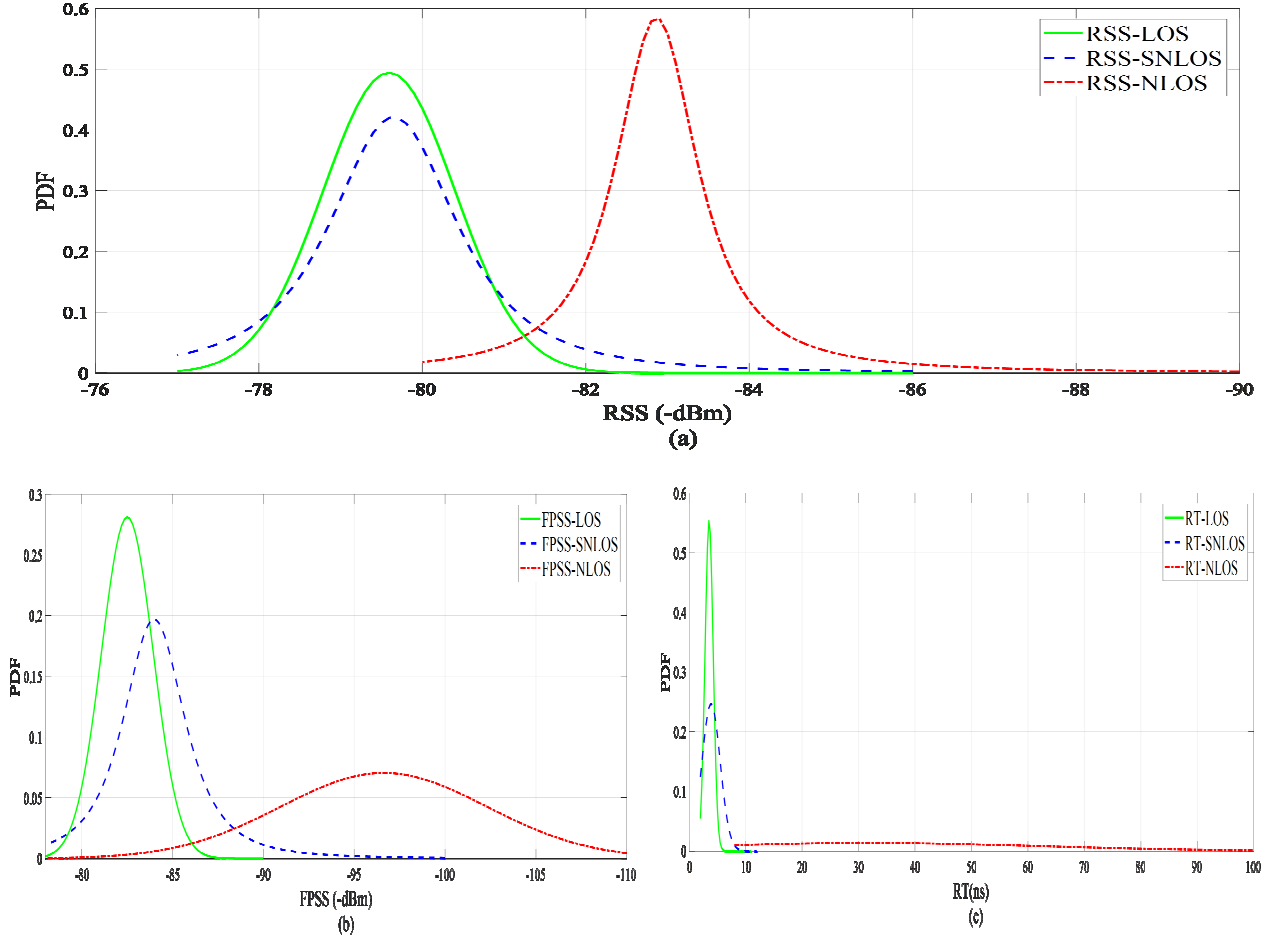 0.6
0.5
0.4
0.3
0.2
0.1
0
PDF
RSS-LOS
RSS-SNLOS
RSS-NLOS
-76 -78 -80 -82 -84 -86 -88 -90
RSS (-dBm)
(a)
0.3
0.25
0.2
0.15
0.1
0.05
0
PDF
FPSS-LOS
FPSS-SNLOS
FPSS-NLOS
-80 -85 -90 -95 -100 -105 -110
FPSS (-dBm)
(b)
0.6
0.5
0.4
0.3
0.2
0.1
0
PDF
RT-LOS
RT-SNLOS
RT-NLOS
0 10 20 30 40 50 60 70 80 90 100
RT(ns)
(c)